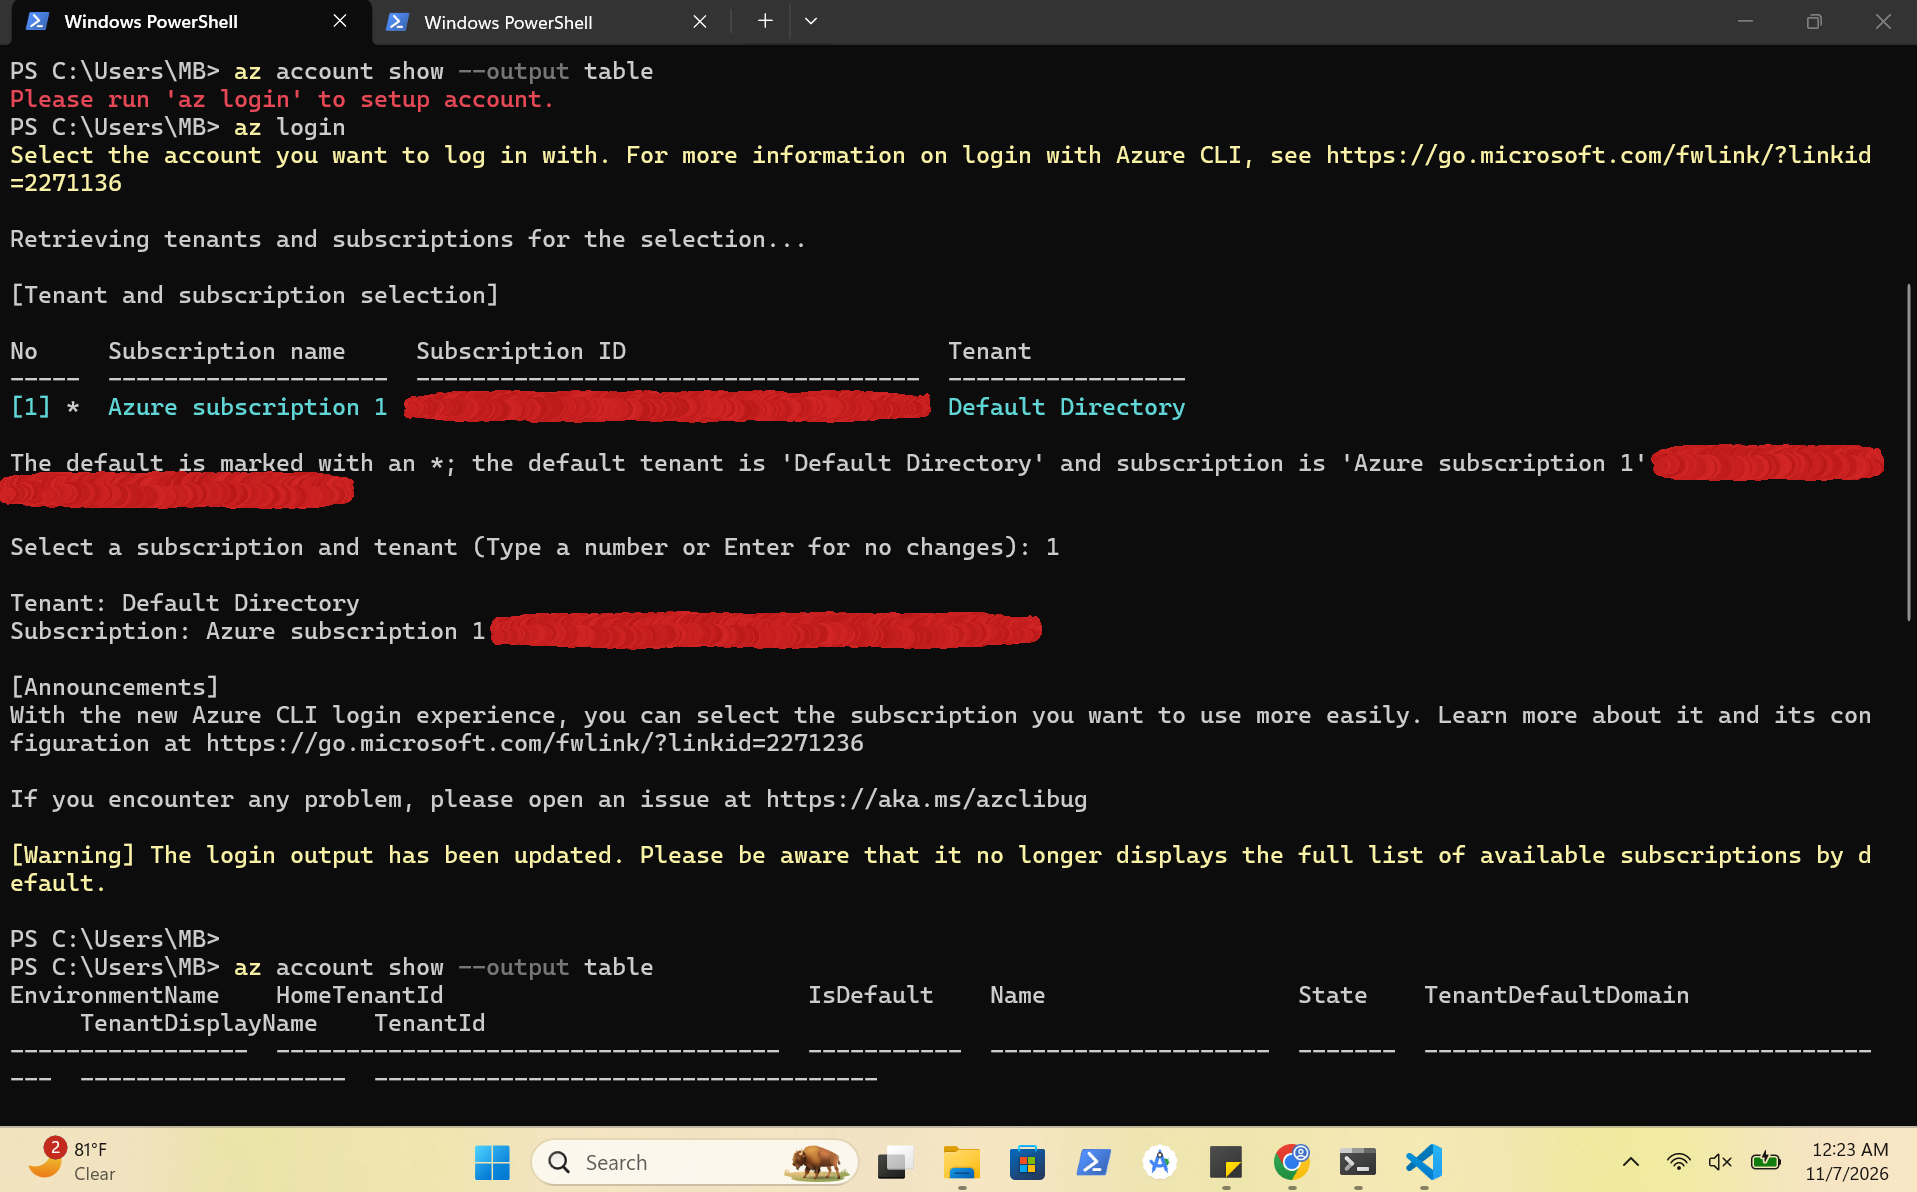 Windows PowerShell
Windows PowerShell
PS C:\Users\MB> az account show --output table
Please run 'az login' to setup account.
PS C:\Users\MB> az login
Select the account you want to log in with. For more information on login with Azure CLI, see https://go.microsoft.com/fwlink/?linkid
=2271136
Retrieving tenants and subscriptions for the selection...
[Tenant and subscription selection]
No     Subscription name     Subscription ID                       Tenant
-----  --------------------  ------------------------------------  -----------------
[1] *  Azure subscription 1                                        Default Directory
The default is marked with an *; the default tenant is 'Default Directory' and subscription is 'Azure subscription 1'
Select a subscription and tenant (Type a number or Enter for no changes): 1
Tenant: Default Directory
Subscription: Azure subscription 1
[Announcements]
With the new Azure CLI login experience, you can select the subscription you want to use more easily. Learn more about it and its con
figuration at https://go.microsoft.com/fwlink/?linkid=2271236
If you encounter any problem, please open an issue at https://aka.ms/azclibug
[Warning] The login output has been updated. Please be aware that it no longer displays the full list of available subscriptions by d
efault.
PS C:\Users\MB>
PS C:\Users\MB> az account show --output table
EnvironmentName    HomeTenantId                          IsDefault    Name                  State    TenantDefaultDomain
     TenantDisplayName    TenantId
-----------------  ------------------------------------  -----------  --------------------  -------  --------------------------------
---  -------------------  ------------------------------------
2
81°F
Clear
Search
12:23 AM
11/7/2026